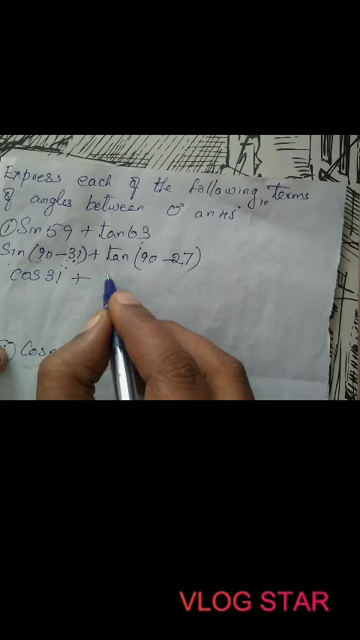 Express each of the following in terms
of angles between 0° an 45°
① Sin 59 + tan 63
Sin (90 – 31) + tan (90 – 27)
cos 31 +
Cos
VLOG STAR